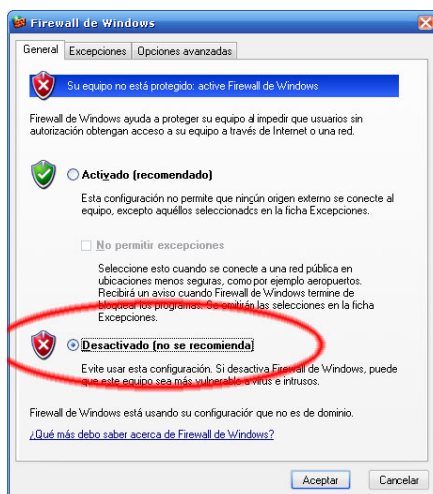 Firewall de Windows
General Excepciones Opciones avanzadas
Su equipo no está protegido: active Firewall de Windows
Firewall de Windows ayuda a proteger su equipo al impedir que usuarios sin
autorización obtengan acceso a su equipo a través de Internet o una red.
Activado (recomendado)
Esta configuración no permite que ningún origen externo se conecte al
equipo, excepto aquéllos seleccionados en la ficha Excepciones.
No permitir excepciones
Seleccione esto cuando se conecte a una red pública en
ubicaciones menos seguras, como por ejemplo aeropuertos.
Recibirá un aviso cuando Firewall de Windows termine de
bloquear los programas. Se omitirán las selecciones en la ficha
Excepciones.
Desactivado (no se recomienda)
Evite usar esta configuración. Si desactiva Firewall de Windows, puede
que este equipo sea más vulnerable a virus e intrusos.
Firewall de Windows está usando su configuración que no es de dominio.
¿Qué más debo saber acerca de Firewall de Windows?
Aceptar Cancelar